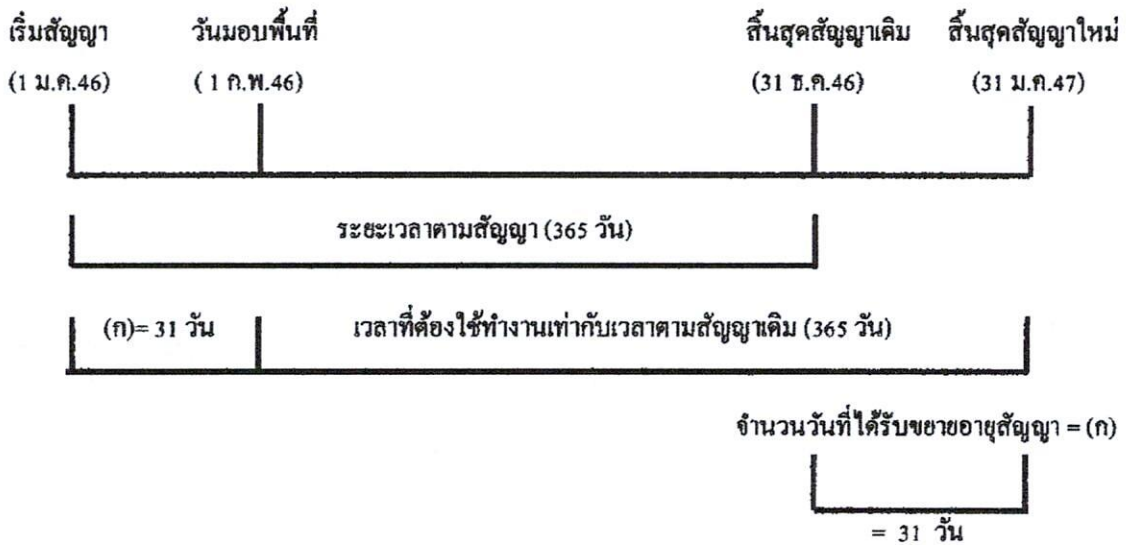 เริ่มสัญญา วันมอบพื้นที่ สิ้นสุดสัญญาเดิม สิ้นสุดสัญญาใหม่
(1 ม.ค.46) ( 1 ก.พ.46) (31 ธ.ค.46) (31 ม.ค.47)
ระยะเวลาตามสัญญา (365 วัน)
(ก)= 31 วัน เวลาที่ต้องใช้ทำงานเท่ากับเวลาตามสัญญาเดิม (365 วัน)
จำนวนวันที่ได้รับขยายอายุสัญญา = (ก)
= 31 วัน